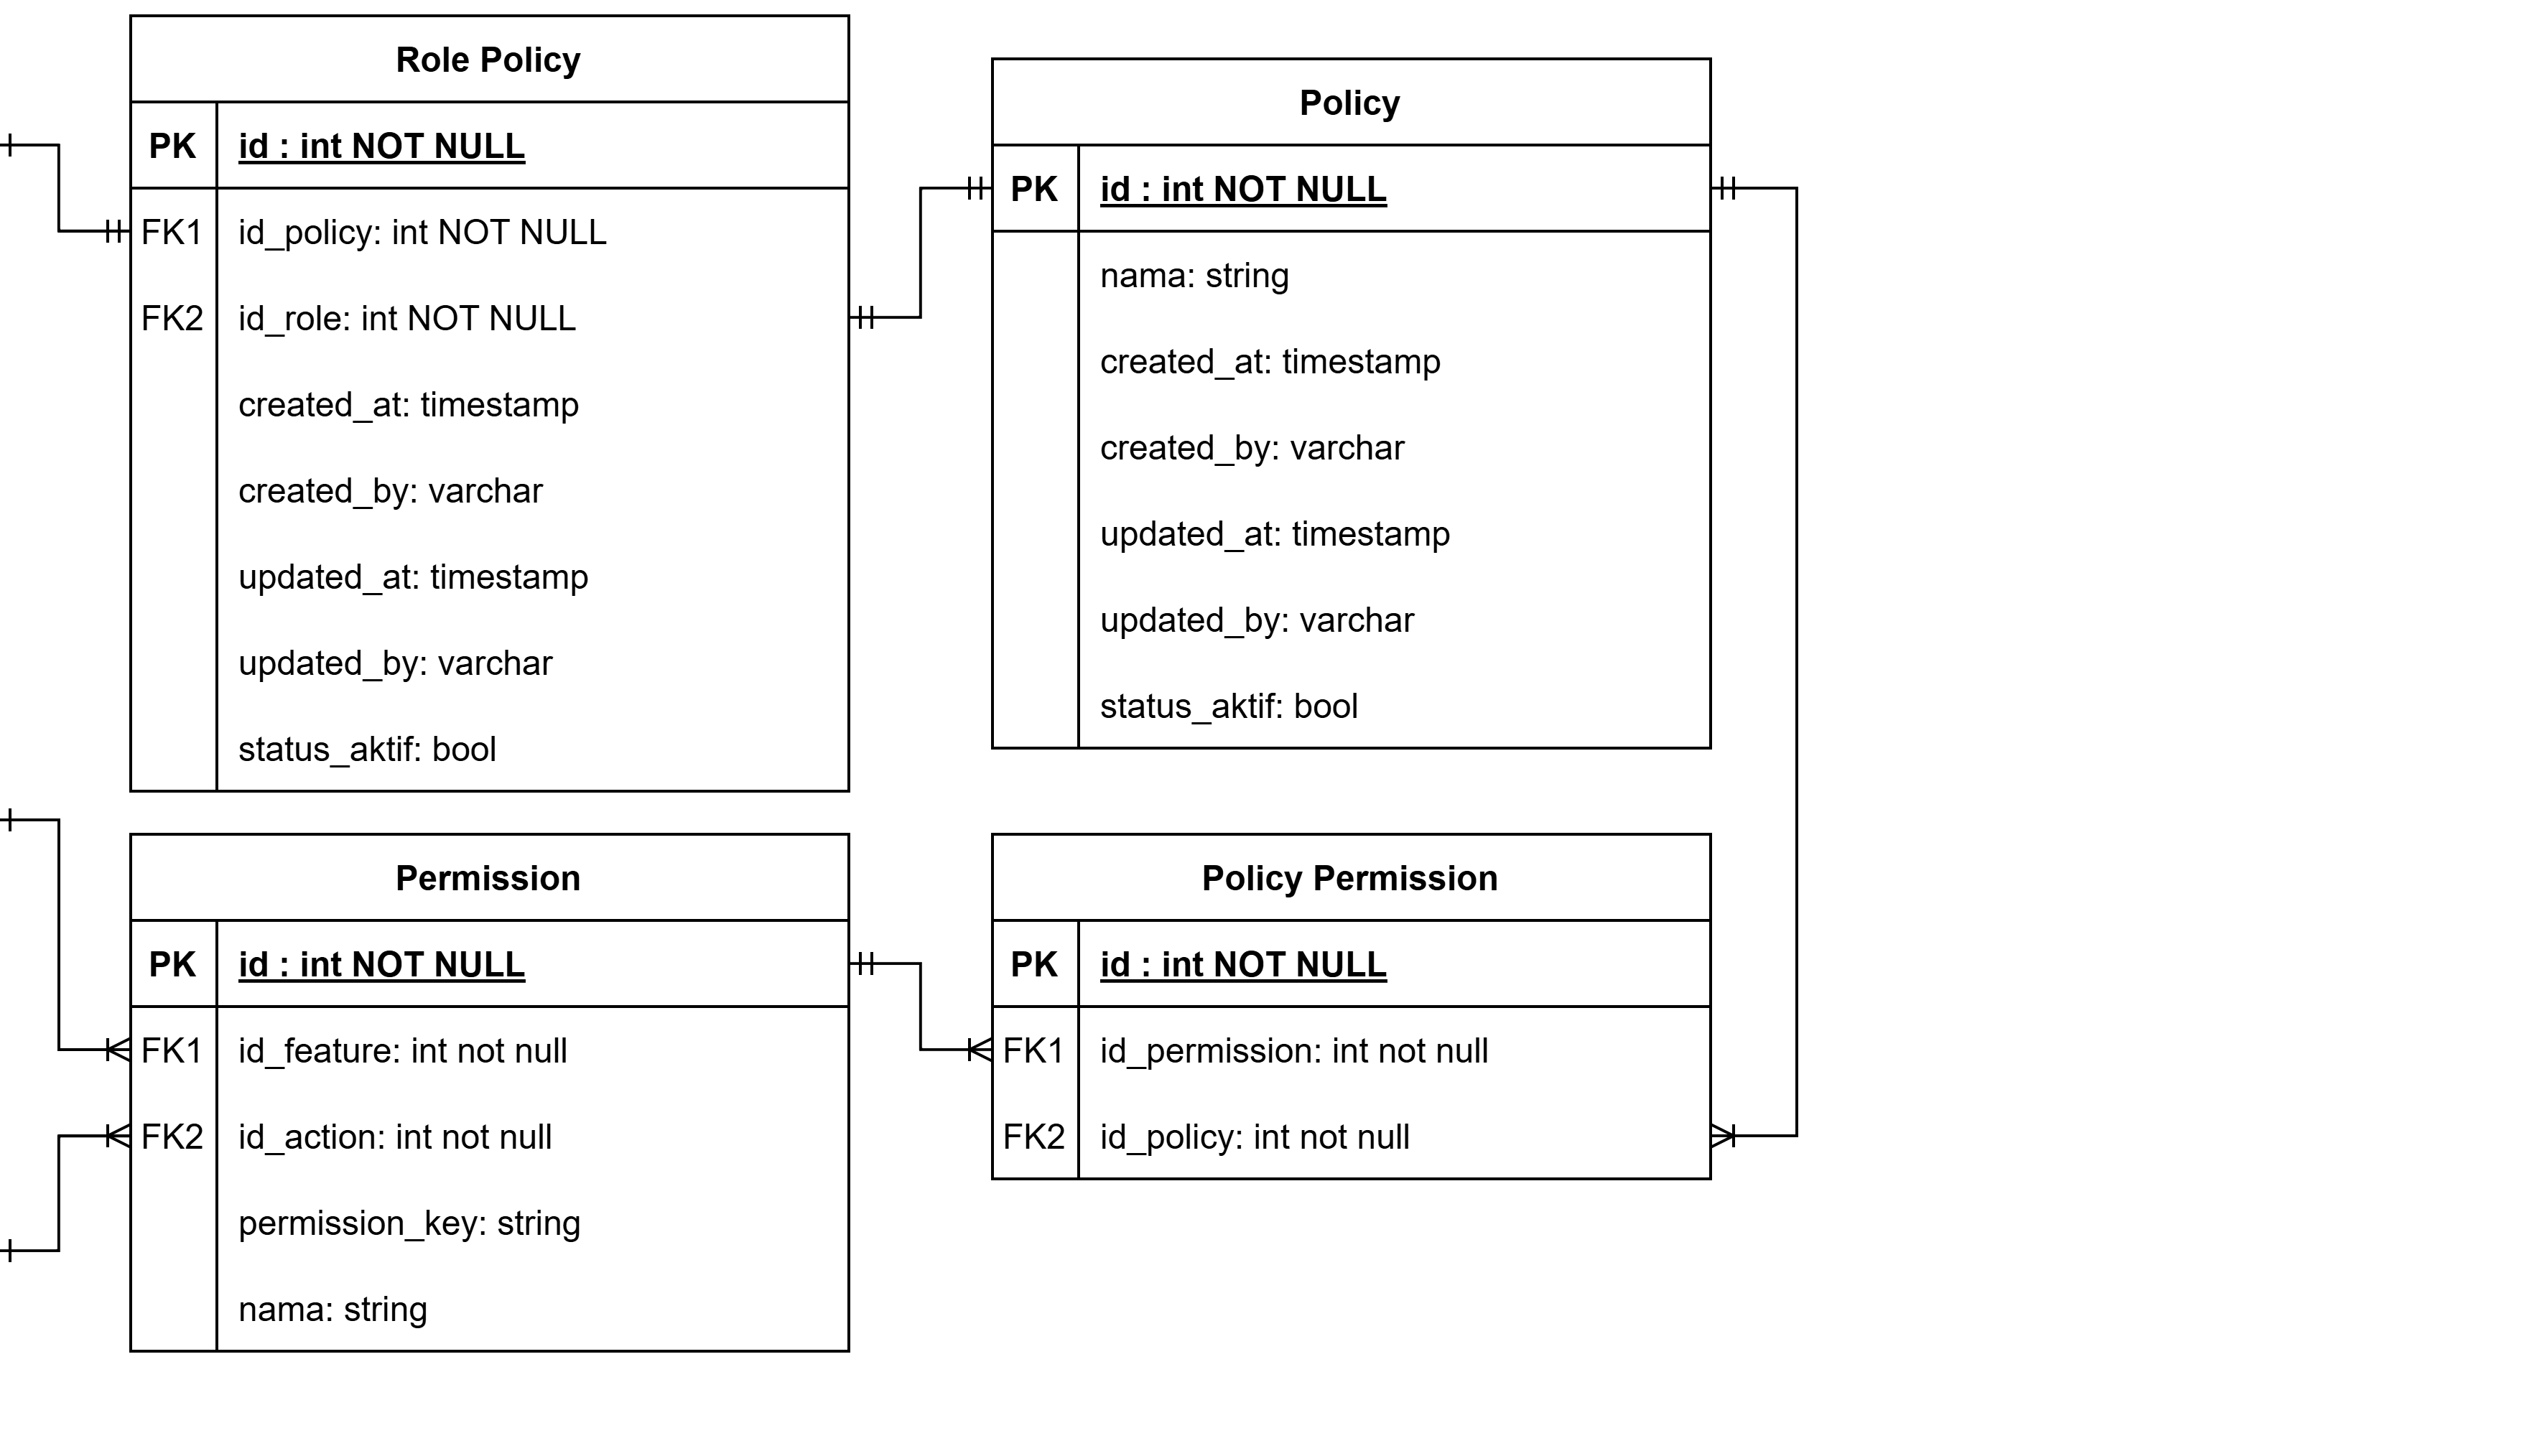 Role Policy
PK id : int NOT NULL
FK1 id_policy: int NOT NULL
FK2 id_role: int NOT NULL
created_at: timestamp
created_by: varchar
updated_at: timestamp
updated_by: varchar
status_aktif: bool
Policy
PK id : int NOT NULL
nama: string
created_at: timestamp
created_by: varchar
updated_at: timestamp
updated_by: varchar
status_aktif: bool
Permission
PK id : int NOT NULL
FK1 id_feature: int not null
FK2 id_action: int not null
permission_key: string
nama: string
Policy Permission
PK id : int NOT NULL
FK1 id_permission: int not null
FK2 id_policy: int not null